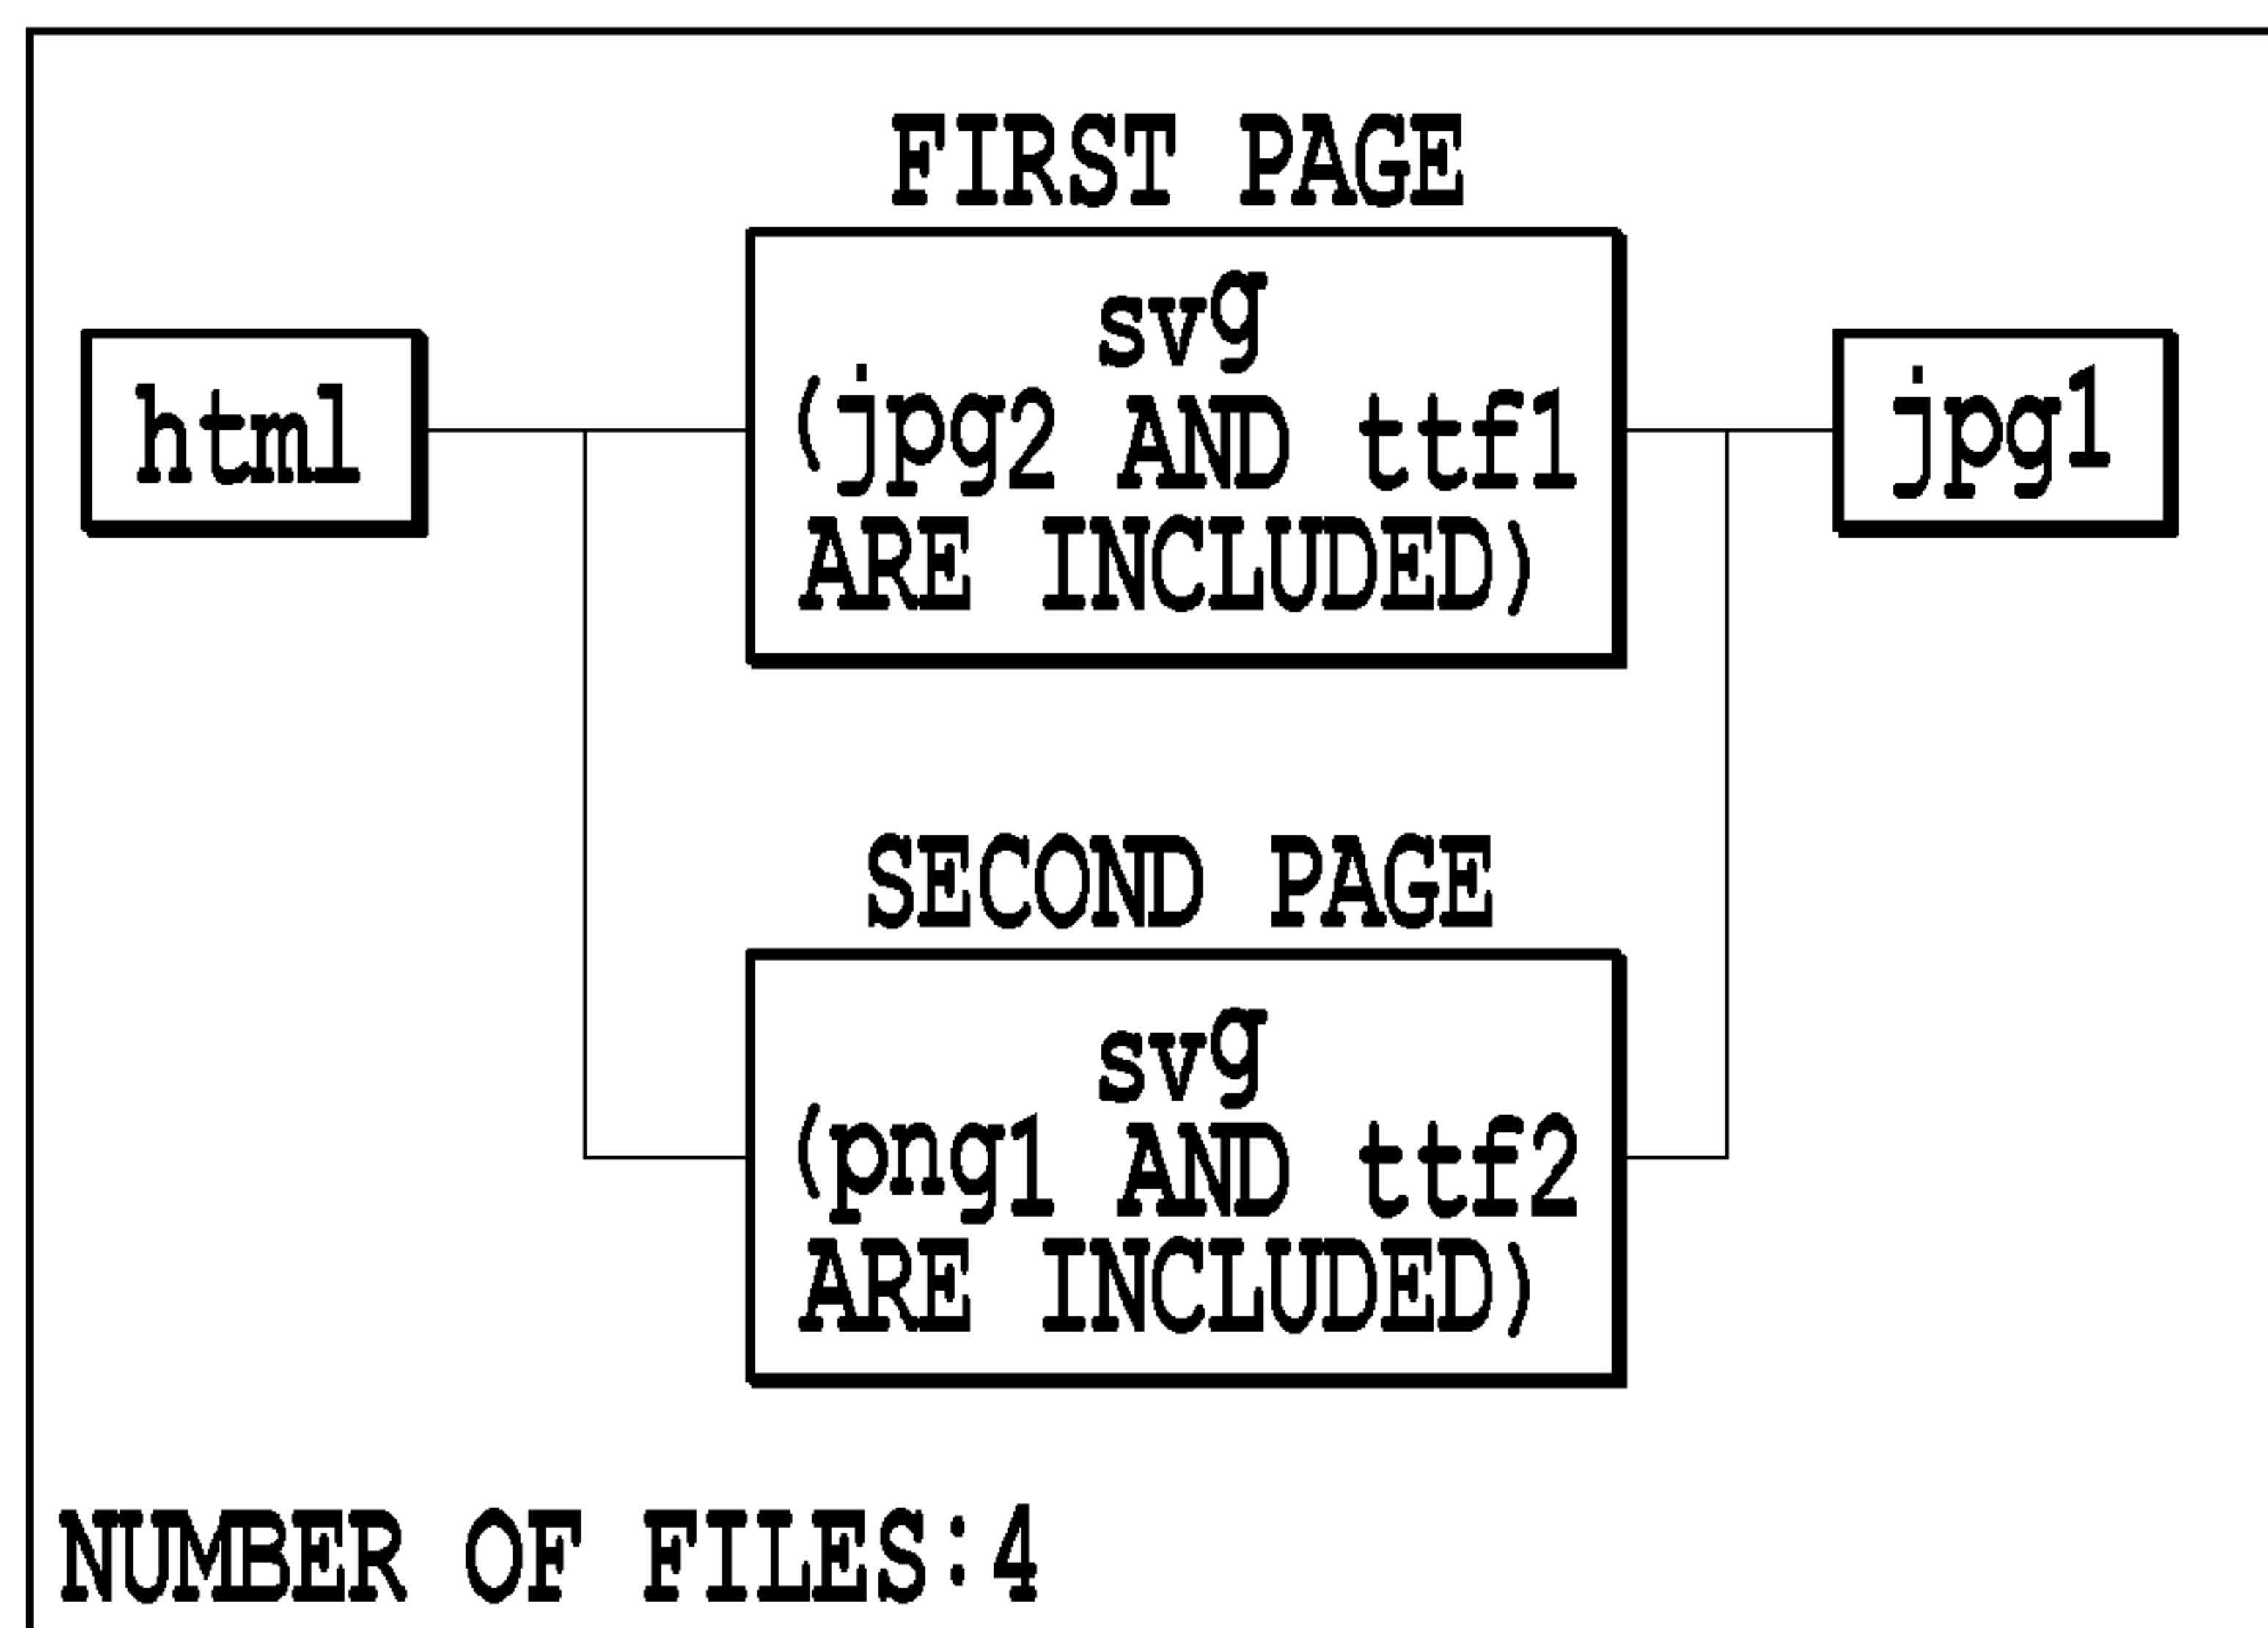 FIRST PAGE
html
svg
(jpg2 AND ttf1
ARE INCLUDED)
jpg1
SECOND PAGE
svg
(png1 AND ttf2
ARE INCLUDED)
NUMBER OF FILES:4